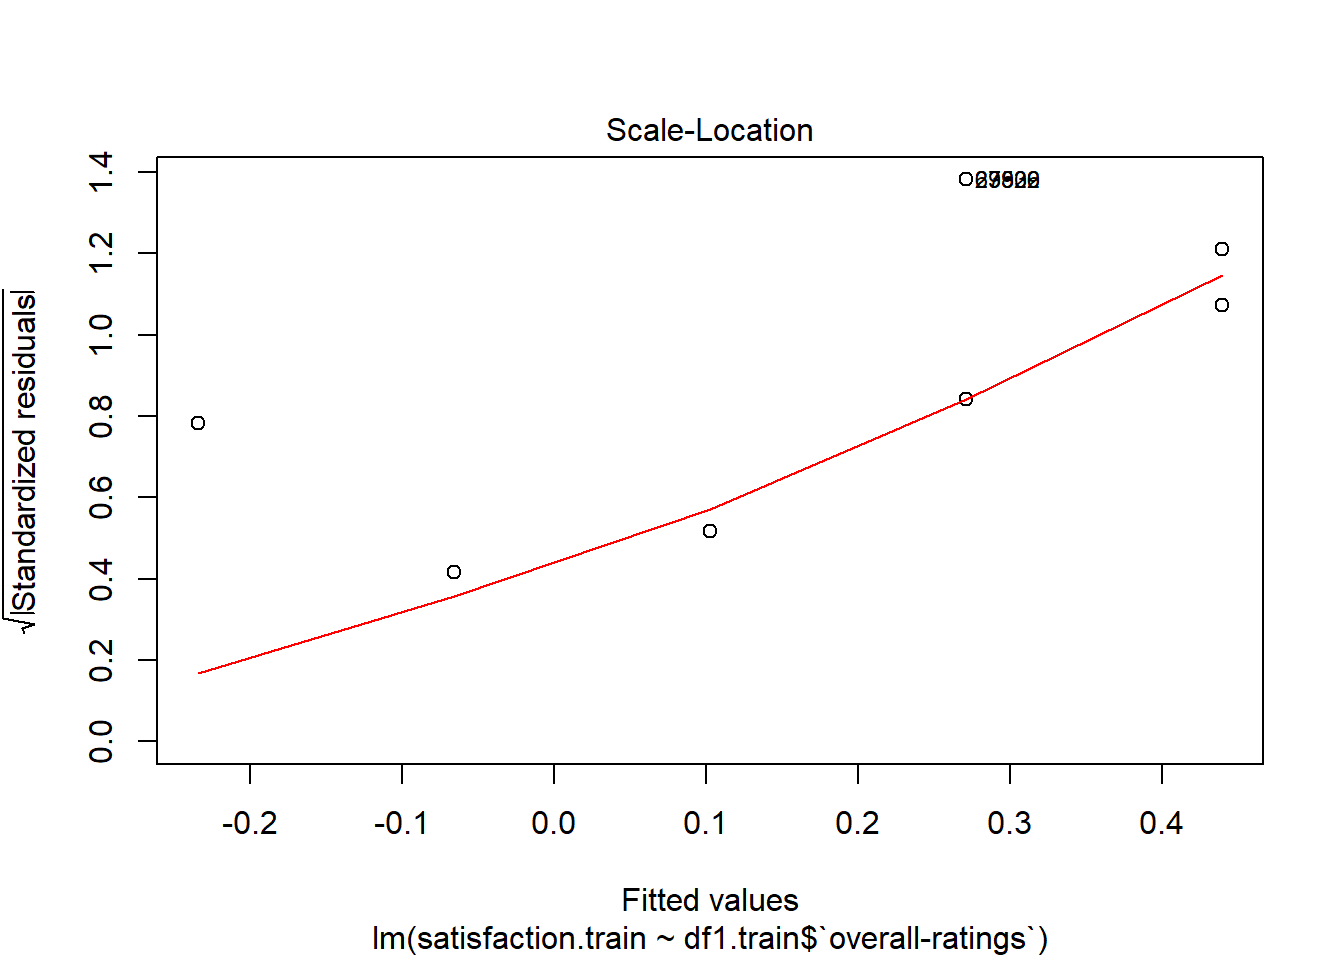 Scale-Location
√|Standardized residuals|
1.4
1.2
1.0
0.8
0.6
0.4
0.2
0.0
-0.2 -0.1 0.0 0.1 0.2 0.3 0.4
Fitted values
lm(satisfaction.train ~ df1.train$`overall-ratings`)